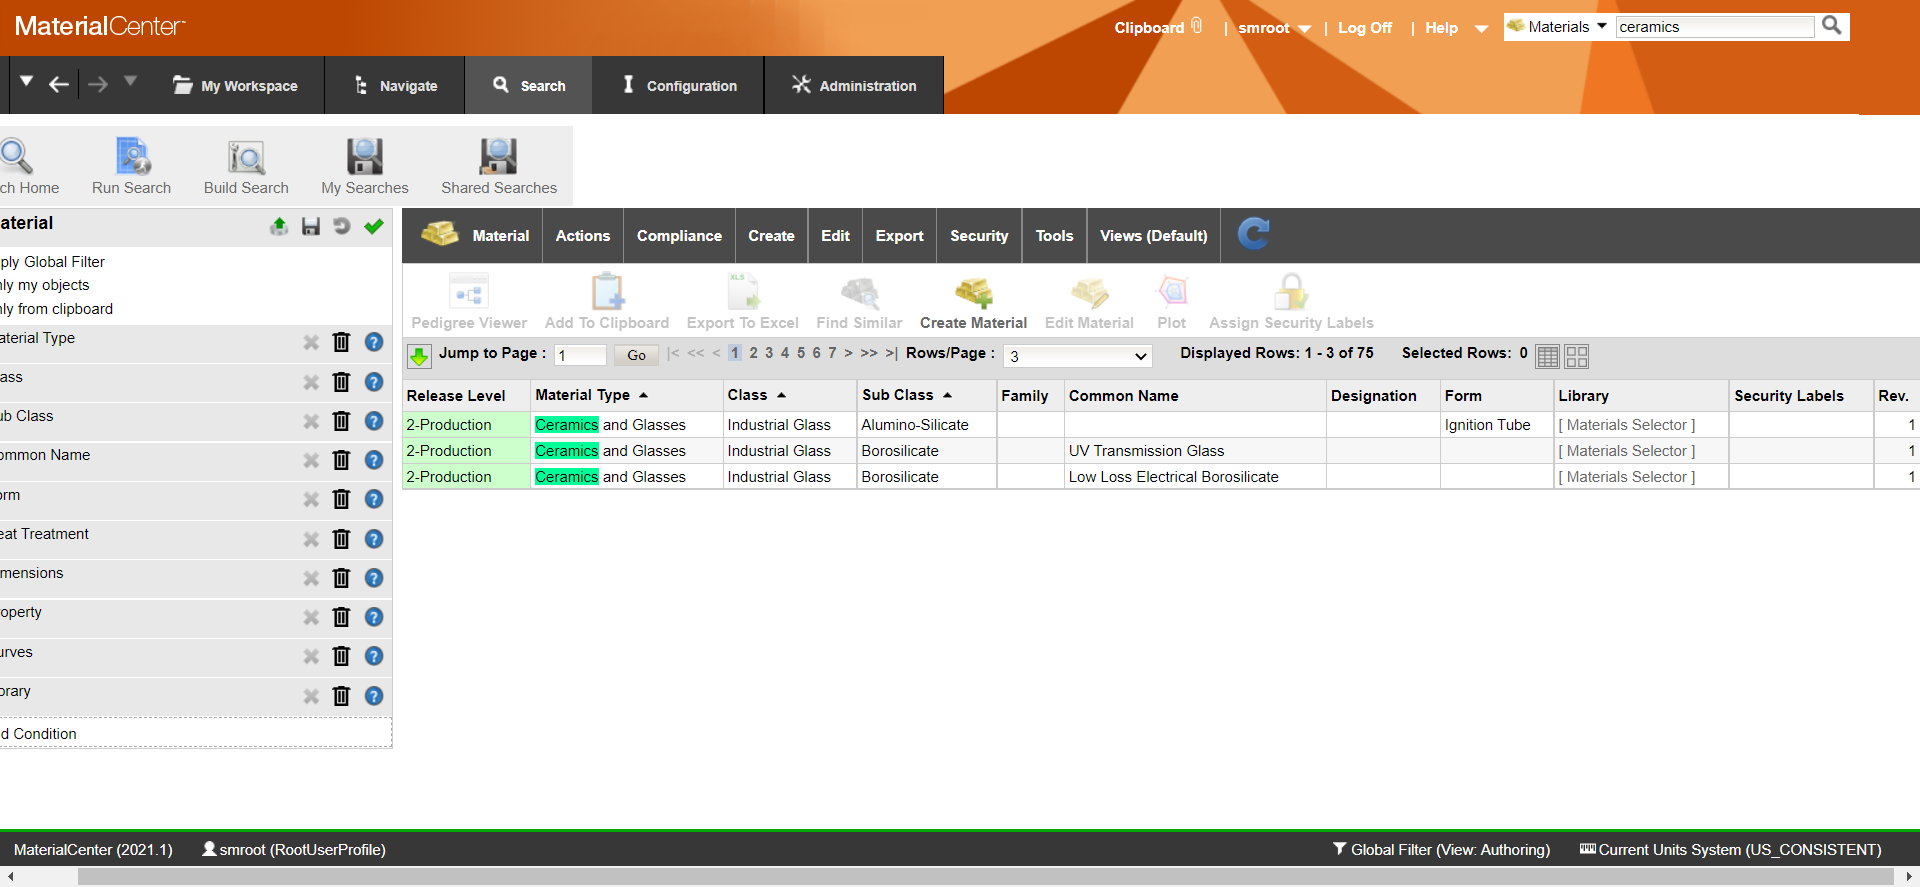 MaterialCenter
Clipboard | smroot | Log Off | Help
Materials ceramics
My Workspace Navigate Search Configuration Administration
ch Home Run Search Build Search My Searches Shared Searches
aterial
ply Global Filter
nly my objects
nly from clipboard
aterial Type
ass
ub Class
ommon Name
orm
eat Treatment
mensions
roperty
urves
brary
d Condition
Material Actions Compliance Create Edit Export Security Tools Views (Default)
Pedigree Viewer Add To Clipboard Export To Excel Find Similar Create Material Edit Material Plot Assign Security Labels
Jump to Page : 1 Go |< << < 1 2 3 4 5 6 7 > >> >| Rows/Page : 3 Displayed Rows: 1 - 3 of 75 Selected Rows: 0
Release Level Material Type Class Sub Class Family Common Name Designation Form Library Security Labels Rev.
2-Production Ceramics and Glasses Industrial Glass Alumino-Silicate Ignition Tube [ Materials Selector ] 1
2-Production Ceramics and Glasses Industrial Glass Borosilicate UV Transmission Glass [ Materials Selector ] 1
2-Production Ceramics and Glasses Industrial Glass Borosilicate Low Loss Electrical Borosilicate [ Materials Selector ] 1
MaterialCenter (2021.1) smroot (RootUserProfile) Global Filter (View: Authoring) Current Units System (US_CONSISTENT)